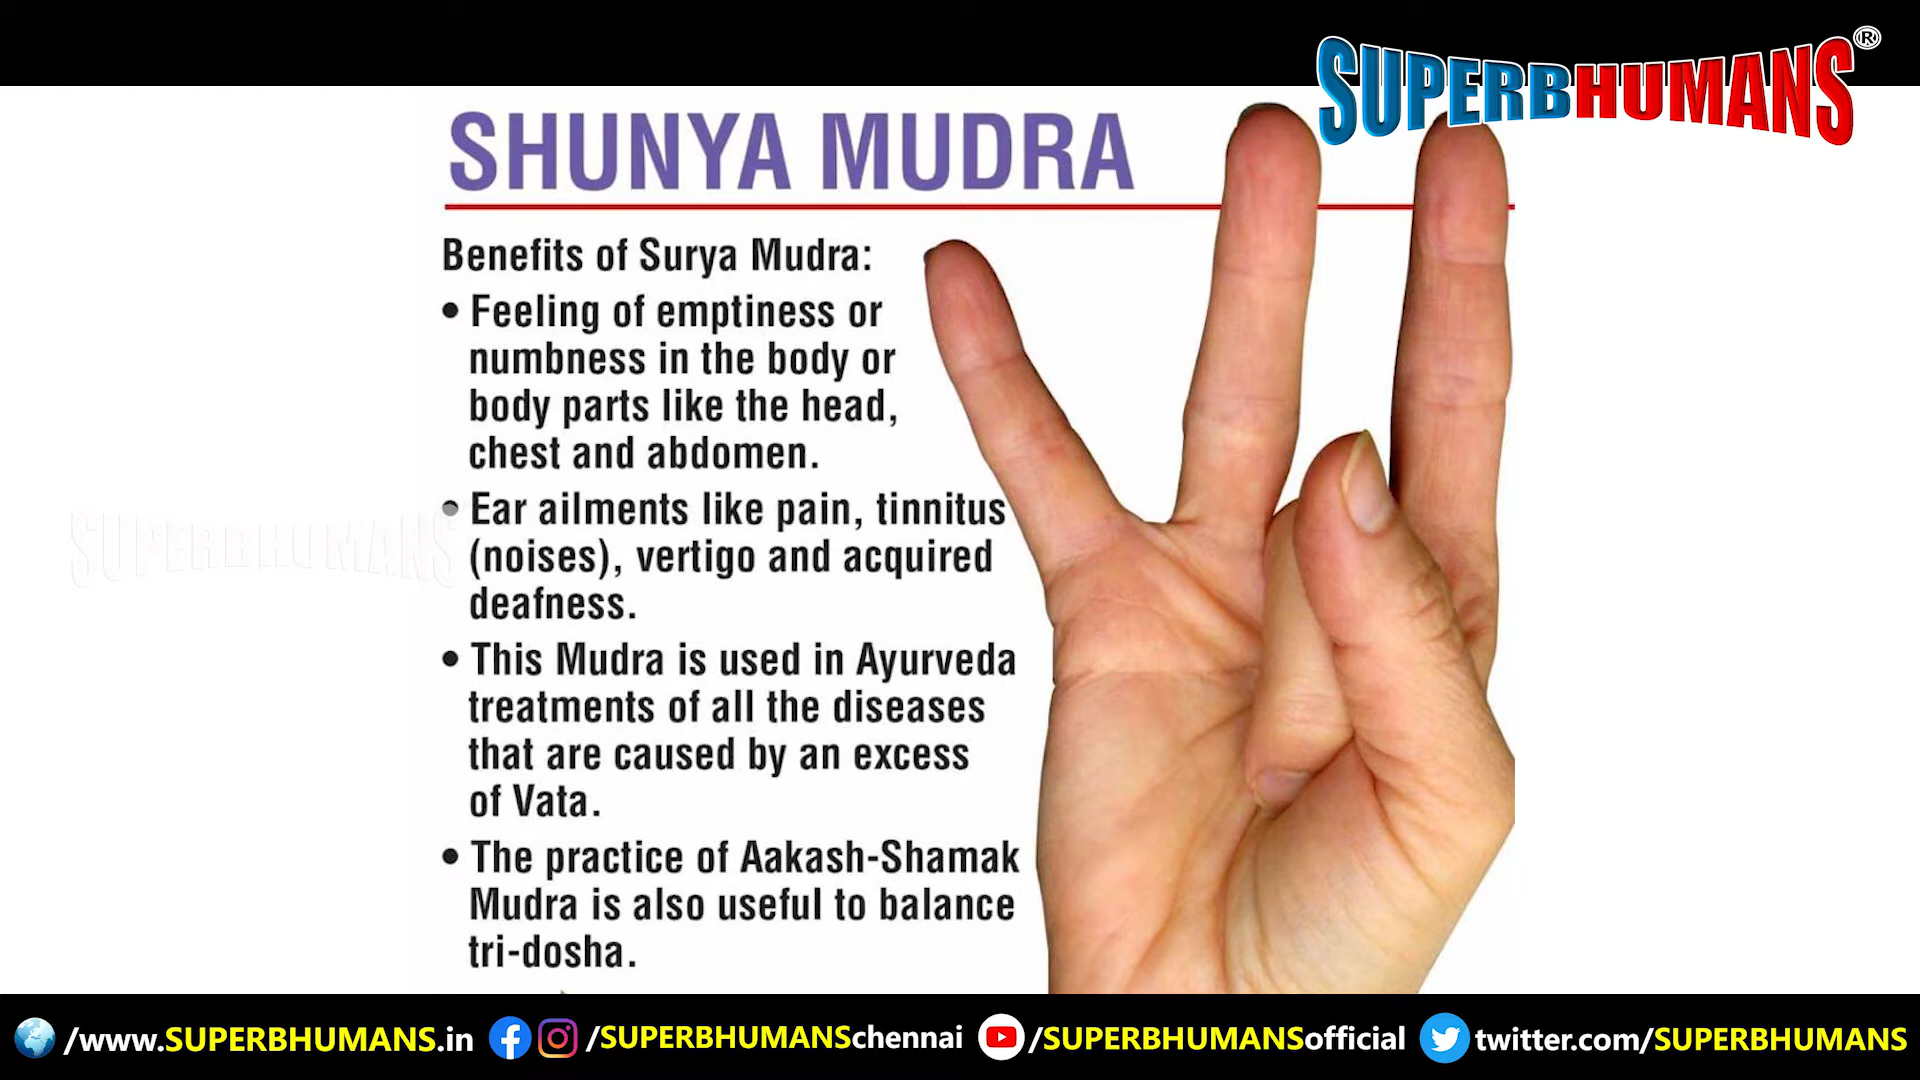 SUPERBHUMANS®
SHUNYA MUDRA
Benefits of Surya Mudra:
• Feeling of emptiness or
numbness in the body or
body parts like the head,
chest and abdomen.
• Ear ailments like pain, tinnitus
(noises), vertigo and acquired
deafness.
• This Mudra is used in Ayurveda
treatments of all the diseases
that are caused by an excess
of Vata.
• The practice of Aakash-Shamak
Mudra is also useful to balance
tri-dosha.
SUPERBHUMANS
/www.SUPERBHUMANS.in /SUPERBHUMANSchennai /SUPERBHUMANSofficial twitter.com/SUPERBHUMANS